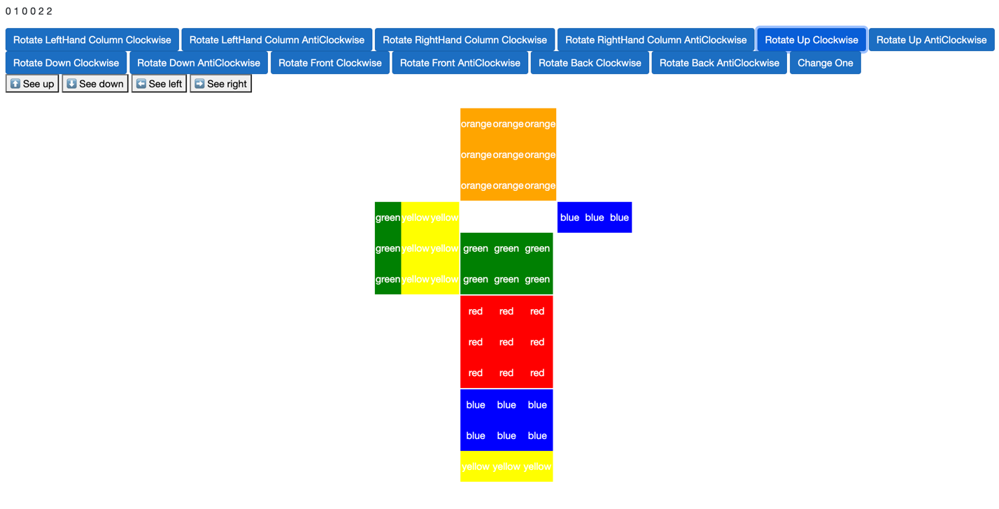 0 1 0 0 2 2
Rotate LeftHand Column Clockwise Rotate LeftHand Column AntiClockwise Rotate RightHand Column Clockwise Rotate RightHand Column AntiClockwise Rotate Up Clockwise Rotate Up AntiClockwise
Rotate Down Clockwise Rotate Down AntiClockwise Rotate Front Clockwise Rotate Front AntiClockwise Rotate Back Clockwise Rotate Back AntiClockwise Change One
⬆️ See up ⬇️ See down ⬅️ See left ➡️ See right
orange orange orange
orange orange orange
orange orange orange
green yellow yellow blue blue blue
green yellow yellow green green green
green yellow yellow green green green
red red red
red red red
red red red
blue blue blue
blue blue blue
yellow yellow yellow